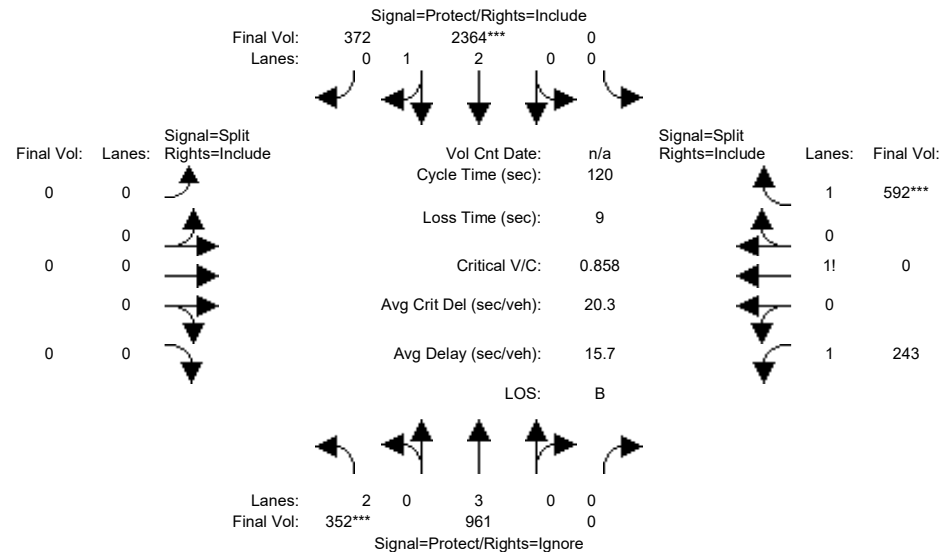 Signal=Protect/Rights=Include
Final Vol: 372 2364*** 0
Lanes: 0 1 2 0 0
Signal=Split Signal=Split
Final Vol: Lanes: Rights=Include Vol Cnt Date: n/a Rights=Include Lanes: Final Vol:
Cycle Time (sec): 120
0 0 1 592***
Loss Time (sec): 9
0 0
0 0 Critical V/C: 0.858 1! 0
0 Avg Crit Del (sec/veh): 20.3 0
0 0 Avg Delay (sec/veh): 15.7 1 243
LOS: B
Lanes: 2 0 3 0 0
Final Vol: 352*** 961 0
Signal=Protect/Rights=Ignore